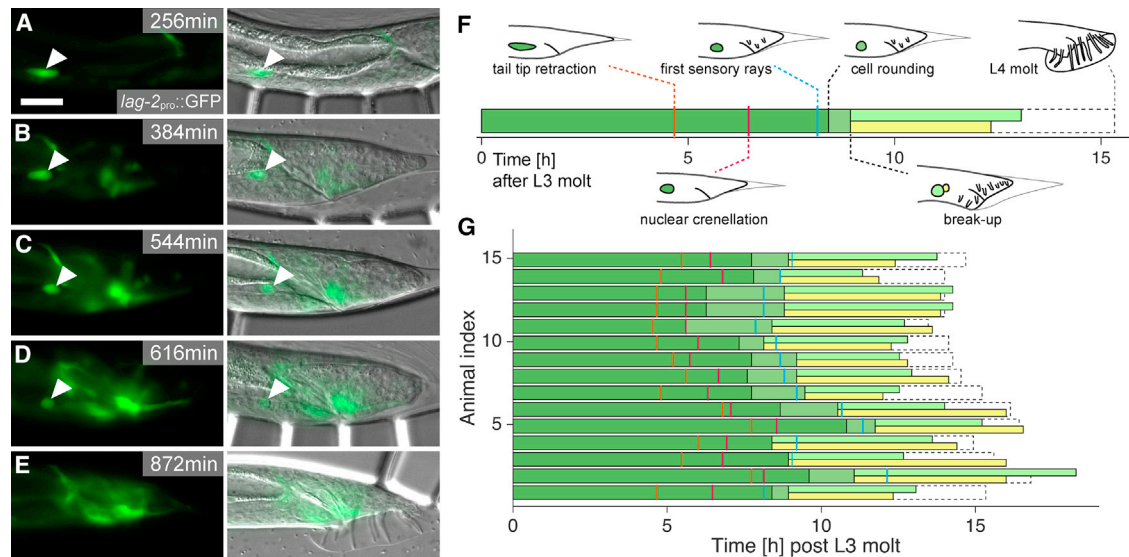 A
256min
lag-2pro::GFP
B
384min
C
544min
D
616min
E
872min
F
tail tip retraction
first sensory rays
cell rounding
L4 molt
0
5
10
15
Time [h]
after L3 molt
nuclear crenellation
break-up
G
15
10
5
Animal index
0
5
10
15
Time [h] post L3 molt